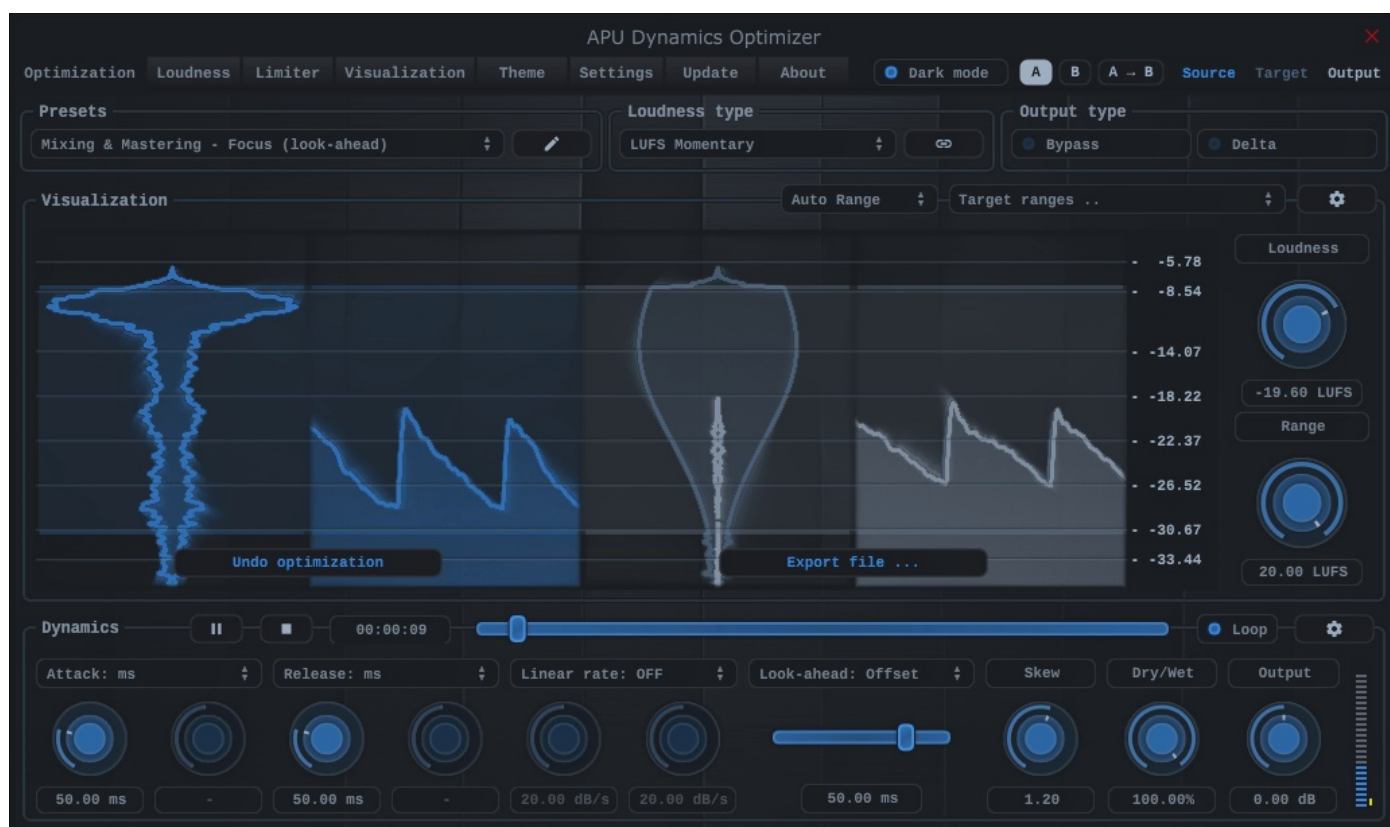 APU Dynamics Optimizer
Optimization Loudness Limiter Visualization Theme Settings Update About Dark mode A B A → B Source Target Output
Presets Loudness type Output type
Mixing & Mastering - Focus (look-ahead) LUFS Momentary Bypass Delta
Visualization Auto Range Target ranges ..
Loudness
- -5.78
- -8.54
- -14.07
- -18.22
-19.60 LUFS
Range
- -22.37
- -26.52
- -30.67
- -33.44
20.00 LUFS
Undo optimization Export file ...
Dynamics 00:00:09 Loop
Attack: ms Release: ms Linear rate: OFF Look-ahead: Offset Skew Dry/Wet Output
50.00 ms - 50.00 ms - 20.00 dB/s 20.00 dB/s 50.00 ms 1.20 100.00% 0.00 dB